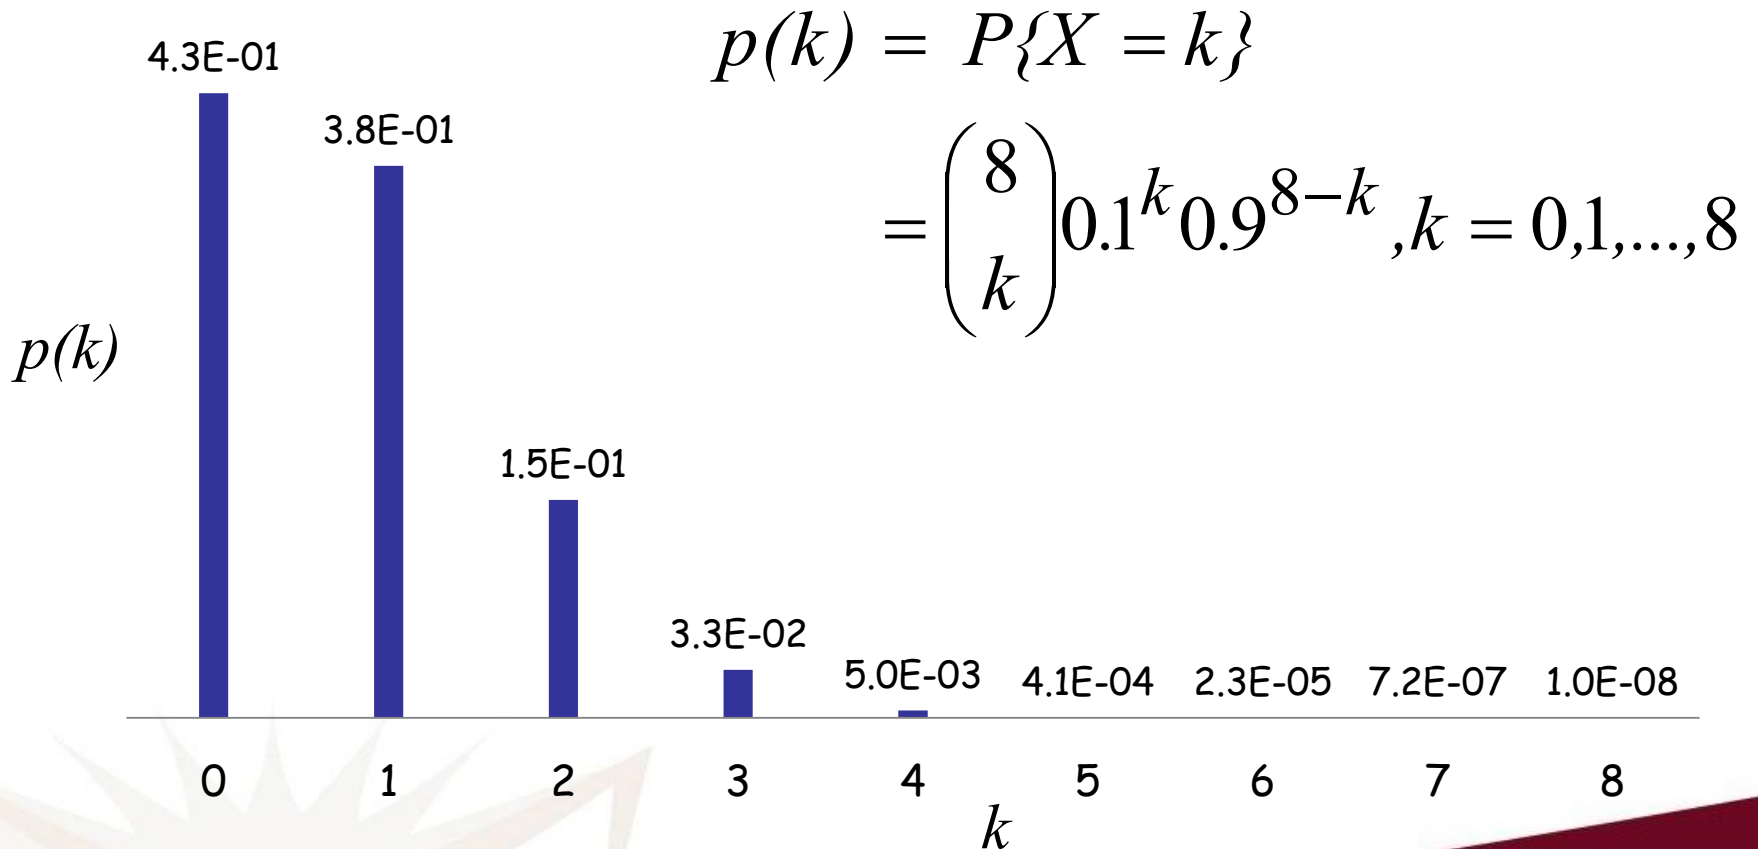 p(k) = P{X = k}
= (8 k) 0.1^k 0.9^{8−k} ,k = 0,1,...,8
4.3E-01
3.8E-01
1.5E-01
3.3E-02
5.0E-03
4.1E-04
2.3E-05
7.2E-07
1.0E-08
p(k)
0 1 2 3 4 5 6 7 8
k